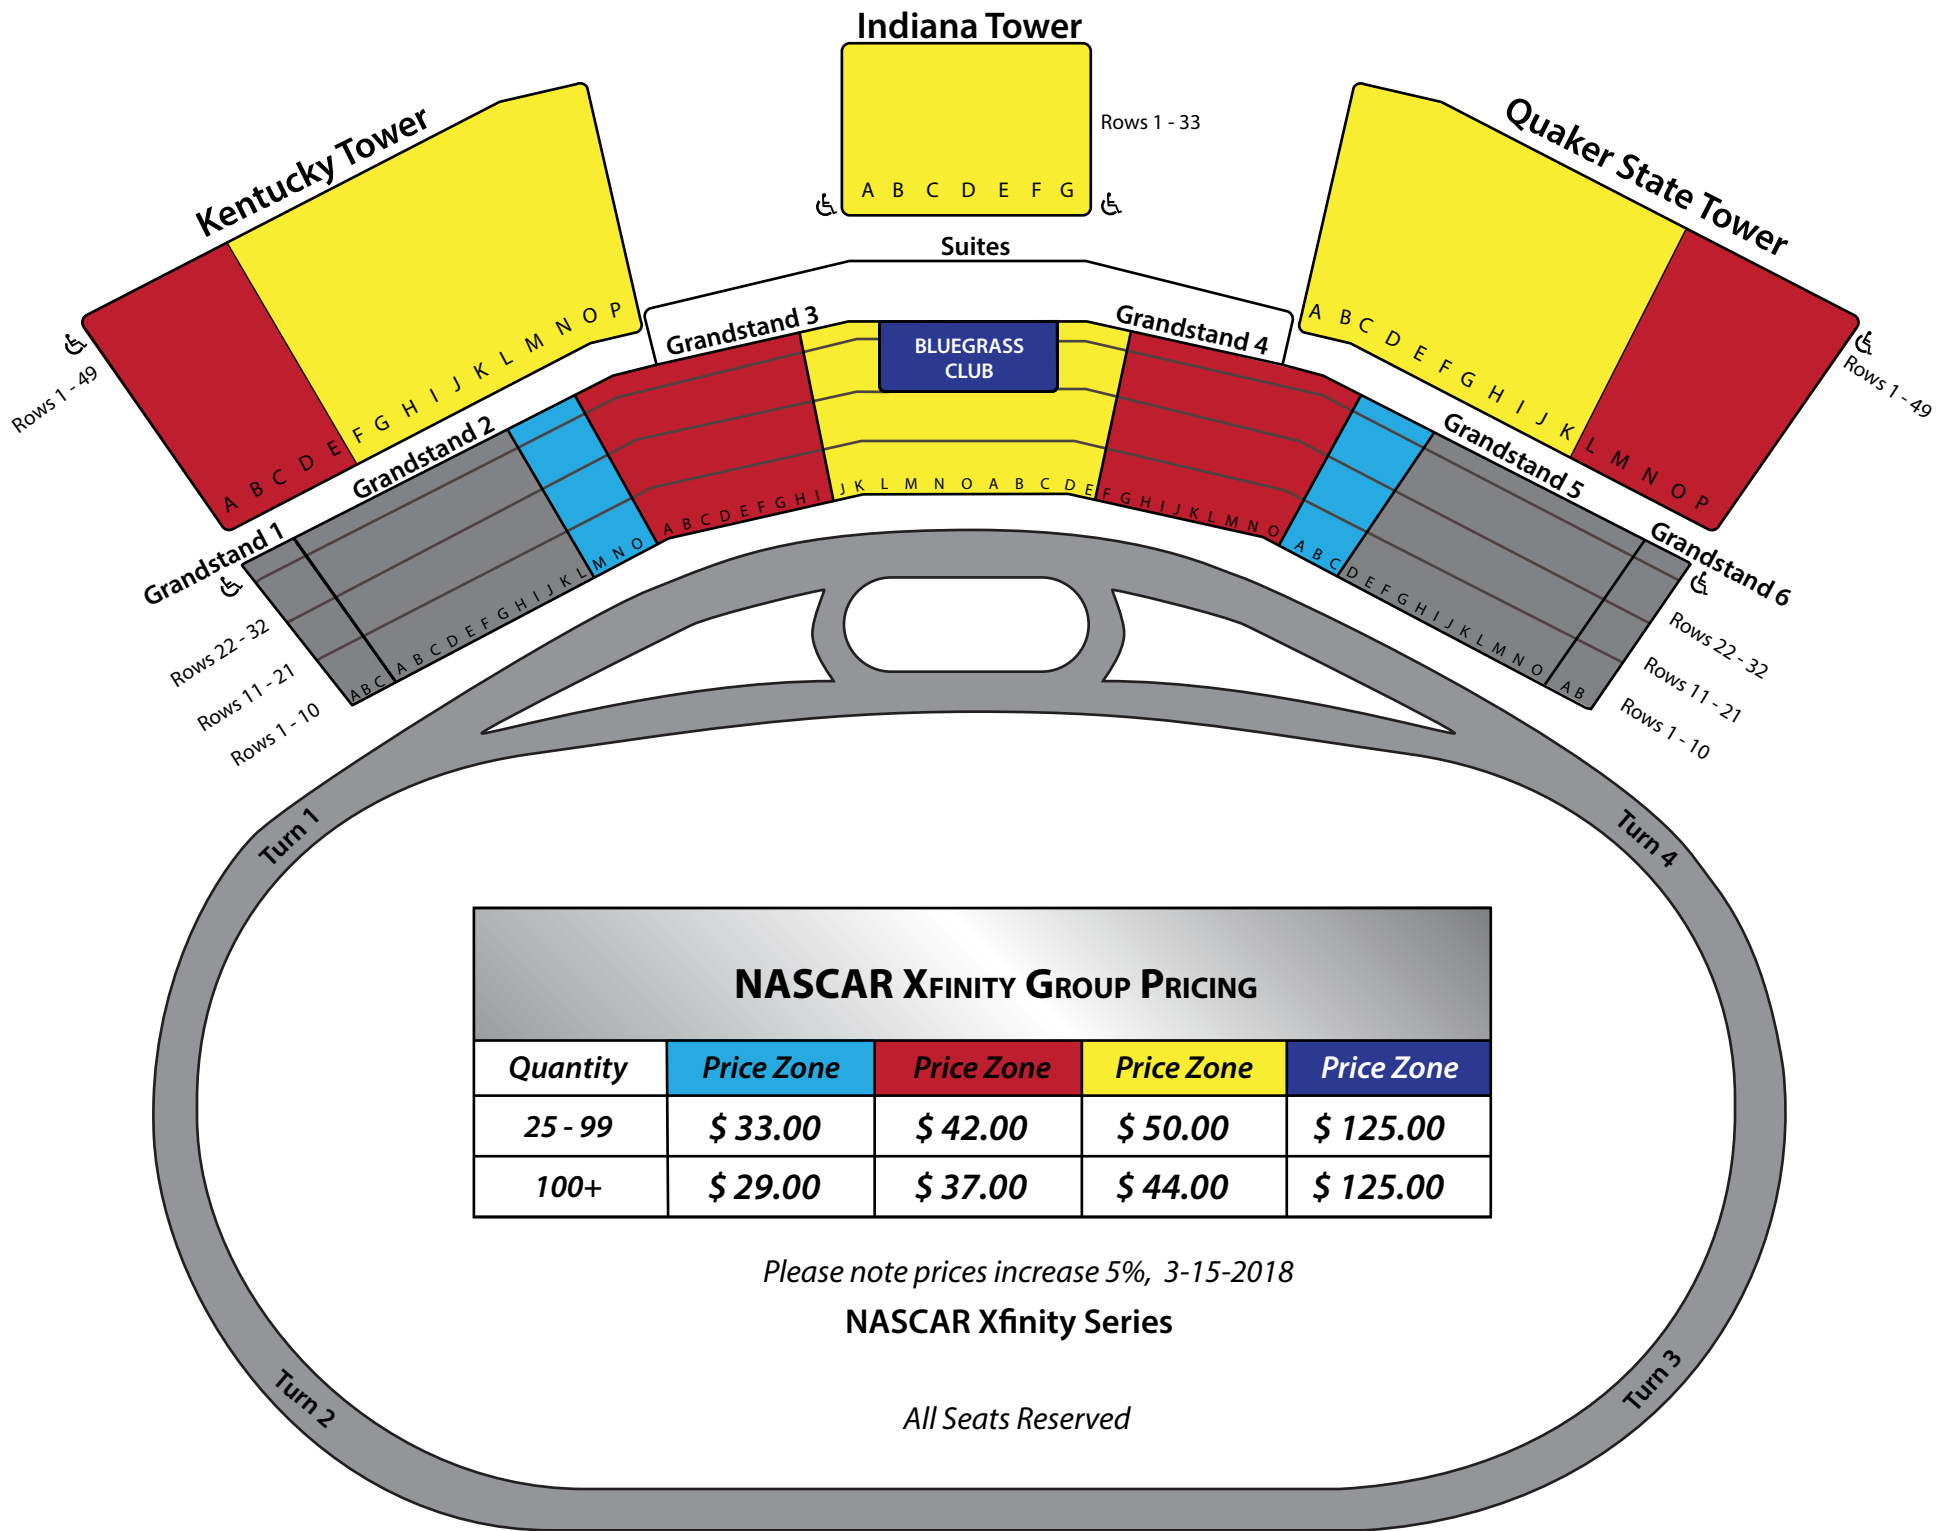 Indiana Tower
Rows 1 - 33
A B C D E F G
Kentucky Tower
Rows 1 - 49
A B C D E F G H I J K L M N O P
Quaker State Tower
A B C D E F G H I J K L M N O P
Rows 1 - 49
Suites
Grandstand 1
A B C
Rows 22 - 32
Rows 11 - 21
Rows 1 - 10
Grandstand 2
A B C D E F G H I J K L M N O
Grandstand 3
A B C D E F G H I J K L M N O
BLUEGRASS
CLUB
Grandstand 4
A B C D E F G H I J K L M N O
Grandstand 5
A B C D E F G H I J K L M N O
Grandstand 6
A B
Rows 22 - 32
Rows 11 - 21
Rows 1 - 10
Turn 1
Turn 4
NASCAR XFINITY GROUP PRICING
Quantity Price Zone Price Zone Price Zone Price Zone
25 - 99 $ 33.00 $ 42.00 $ 50.00 $ 125.00
100+ $ 29.00 $ 37.00 $ 44.00 $ 125.00
Please note prices increase 5%, 3-15-2018
NASCAR Xfinity Series
Turn 2
Turn 3
All Seats Reserved